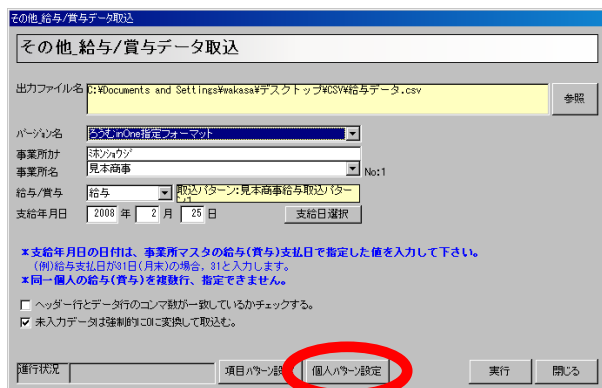 その他_給与/賞与データ取込
その他_給与/賞与データ取込
出力ファイル名 C:¥Documents and Settings¥wakasa¥デスクトップ¥CSV¥給与データ.csv 参照
バージョン名 ろうむinOne指定フォーマット
事業所カナ ミホンショウジ
事業所名 見本商事 No:1
給与/賞与 給与 取込パターン:見本商事給与取込パター
ン1
支給年月日 2008 年 2 月 25 日 支給日選択
*支給年月日の日付は、事業所マスタの給与(賞与)支払日で指定した値を入力して下さい。
(例)給与支払日が31日(月末)の場合、31と入力します。
*同一個人の給与(賞与)を複数行、指定できません。
ヘッダー行とデータ行のコンマ数が一致しているかチェックする。
未入力データは強制的に0に変換して取込む。
進行状況 項目パターン設 個人パターン設定 実行 閉じる